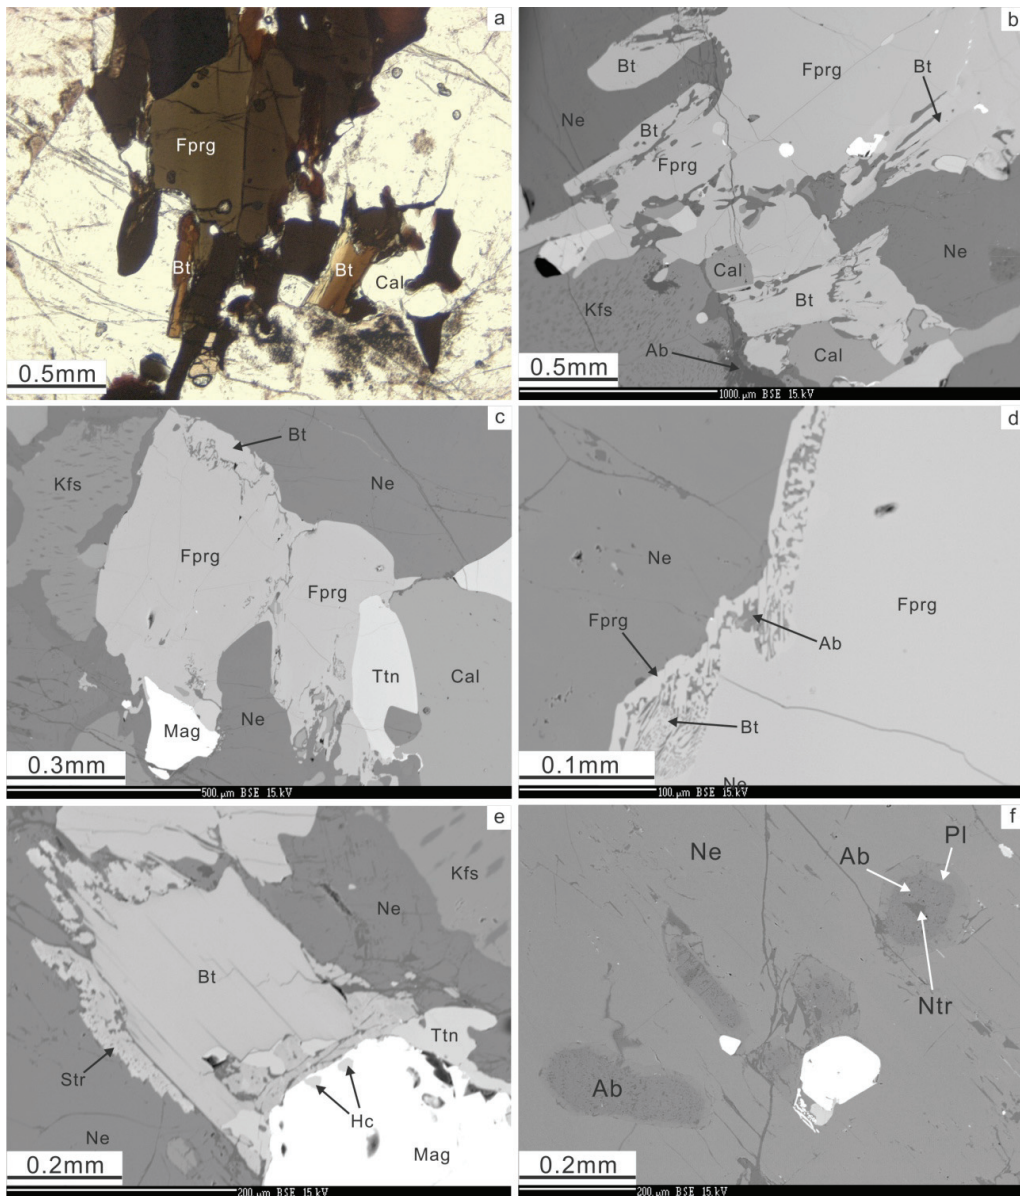 a
Fprg
Bt
Bt
Cal
0.5mm
b
Bt
Fprg
Bt
Ne
Bt
Fprg
Ne
Cal
Kfs
Bt
Ab
Cal
0.5mm
1000.µm BSE 15.kV
c
Bt
Kfs
Ne
Fprg
Fprg
Ttn
Cal
Mag
Ne
0.3mm
500.µm BSE 15.kV
d
Ne
Fprg
Fprg
Ab
Bt
Ne
0.1mm
100.µm BSE 15.kV
e
Kfs
Ne
Bt
Ttn
Str
Hc
Ne
Mag
0.2mm
200.µm BSE 15.kV
f
Pl
Ne
Ab
Ntr
Ab
0.2mm
200.µm BSE 15.kV